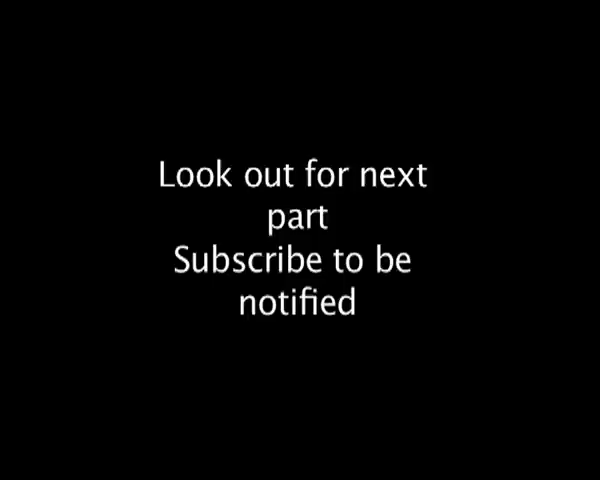 Look out for next
part
Subscribe to be
notified